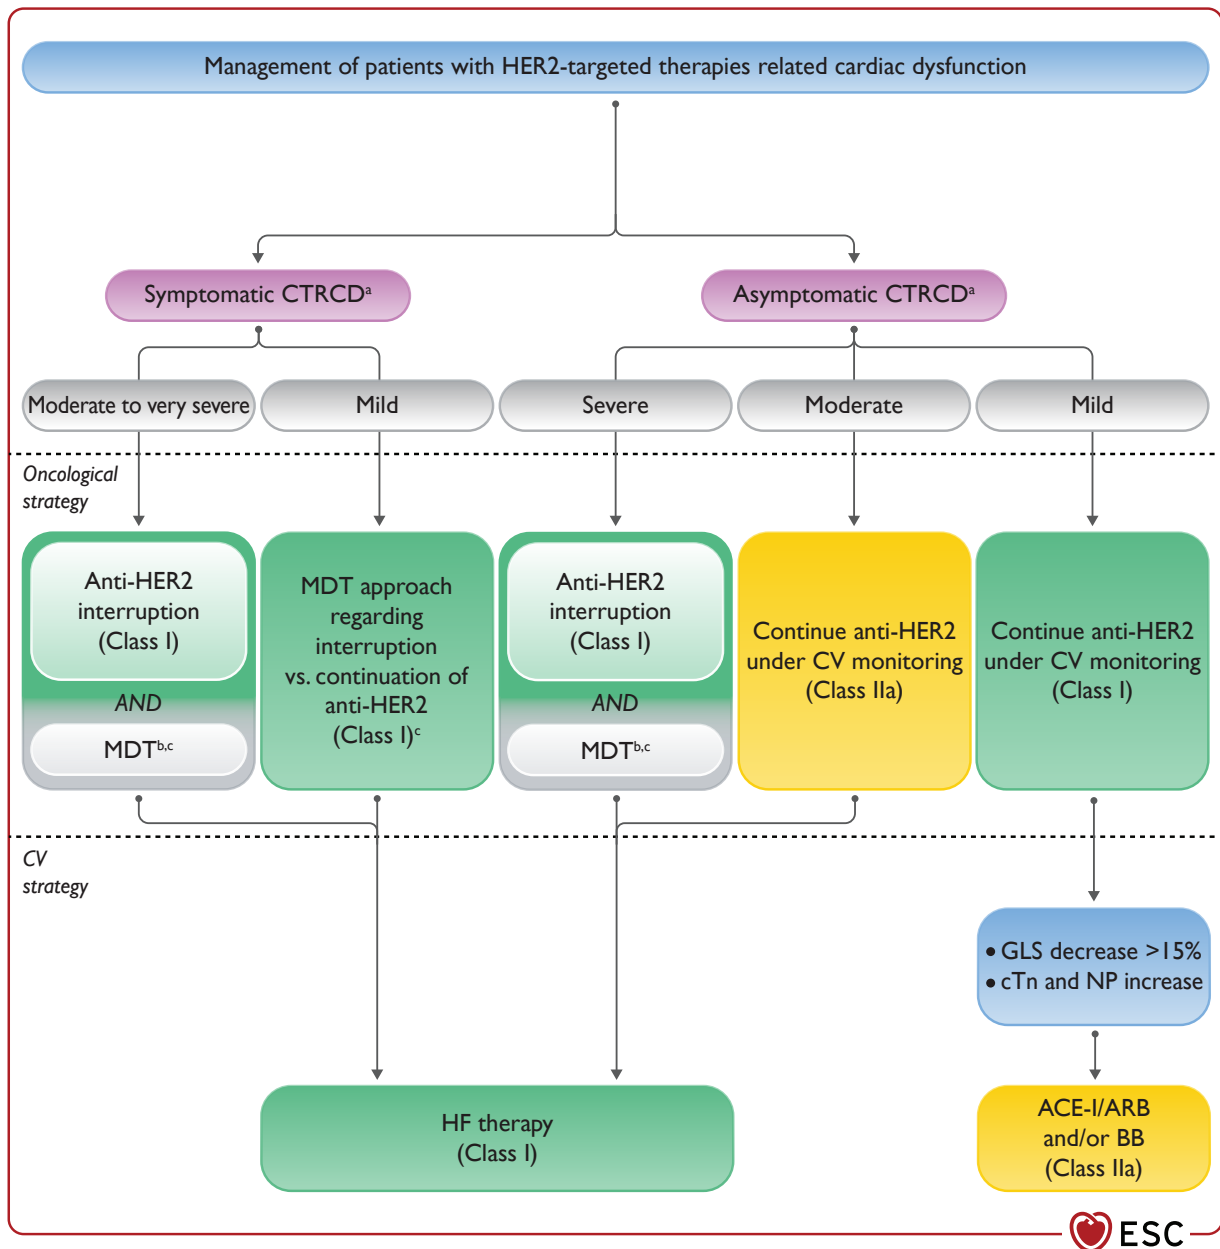 Management of patients with HER2-targeted therapies related cardiac dysfunction
Symptomatic CTRCDᵃ
Asymptomatic CTRCDᵃ
Moderate to very severe
Mild
Severe
Moderate
Mild
Oncological
strategy
Anti-HER2
interruption
(Class I)
AND
MDTᵇ,ᶜ
MDT approach
regarding
interruption
vs. continuation of
anti-HER2
(Class I)ᶜ
Anti-HER2
interruption
(Class I)
AND
MDTᵇ,ᶜ
Continue anti-HER2
under CV monitoring
(Class IIa)
Continue anti-HER2
under CV monitoring
(Class I)
CV
strategy
• GLS decrease >15%
• cTn and NP increase
HF therapy
(Class I)
ACE-I/ARB
and/or BB
(Class IIa)
ESC